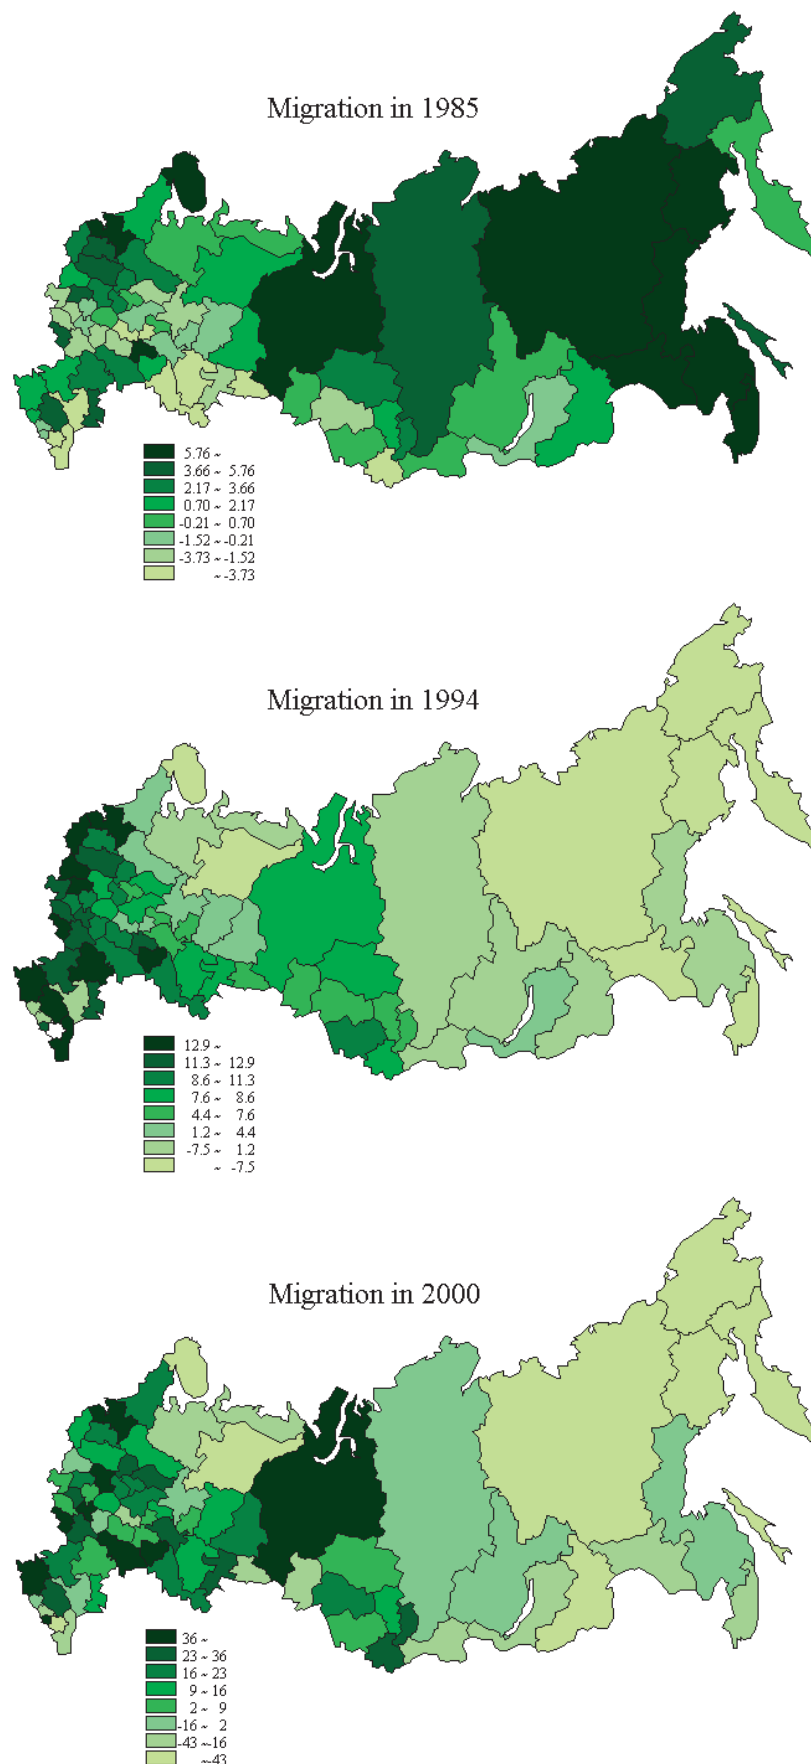 Migration in 1985
5.76 ~
3.66 ~ 5.76
2.17 ~ 3.66
0.70 ~ 2.17
-0.21 ~ 0.70
-1.52 ~ -0.21
-3.73 ~ -1.52
~ -3.73
Migration in 1994
12.9 ~
11.3 ~ 12.9
8.6 ~ 11.3
7.6 ~ 8.6
4.4 ~ 7.6
1.2 ~ 4.4
-7.5 ~ 1.2
~ -7.5
Migration in 2000
36 ~
23 ~ 36
16 ~ 23
9 ~ 16
2 ~ 9
-16 ~ 2
-43 ~ -16
~ -43